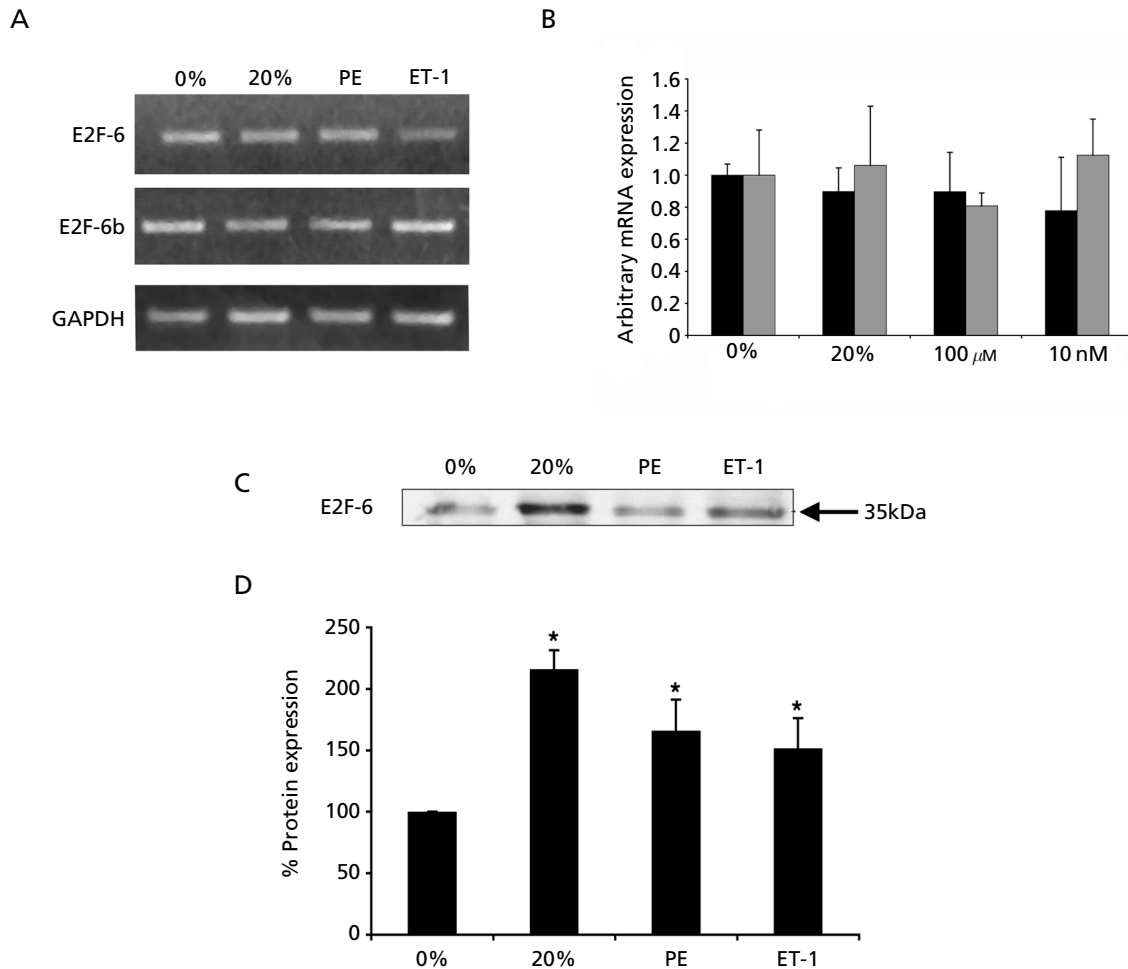 A
0% 20% PE ET-1
E2F-6
E2F-6b
GAPDH
B
Arbitrary mRNA expression
1.6
1.4
1.2
1.0
0.8
0.6
0.4
0.2
0
0% 20% 100 μM 10 nM
C
0% 20% PE ET-1
E2F-6
35kDa
D
% Protein expression
250
200
150
100
50
0
* * *
0% 20% PE ET-1